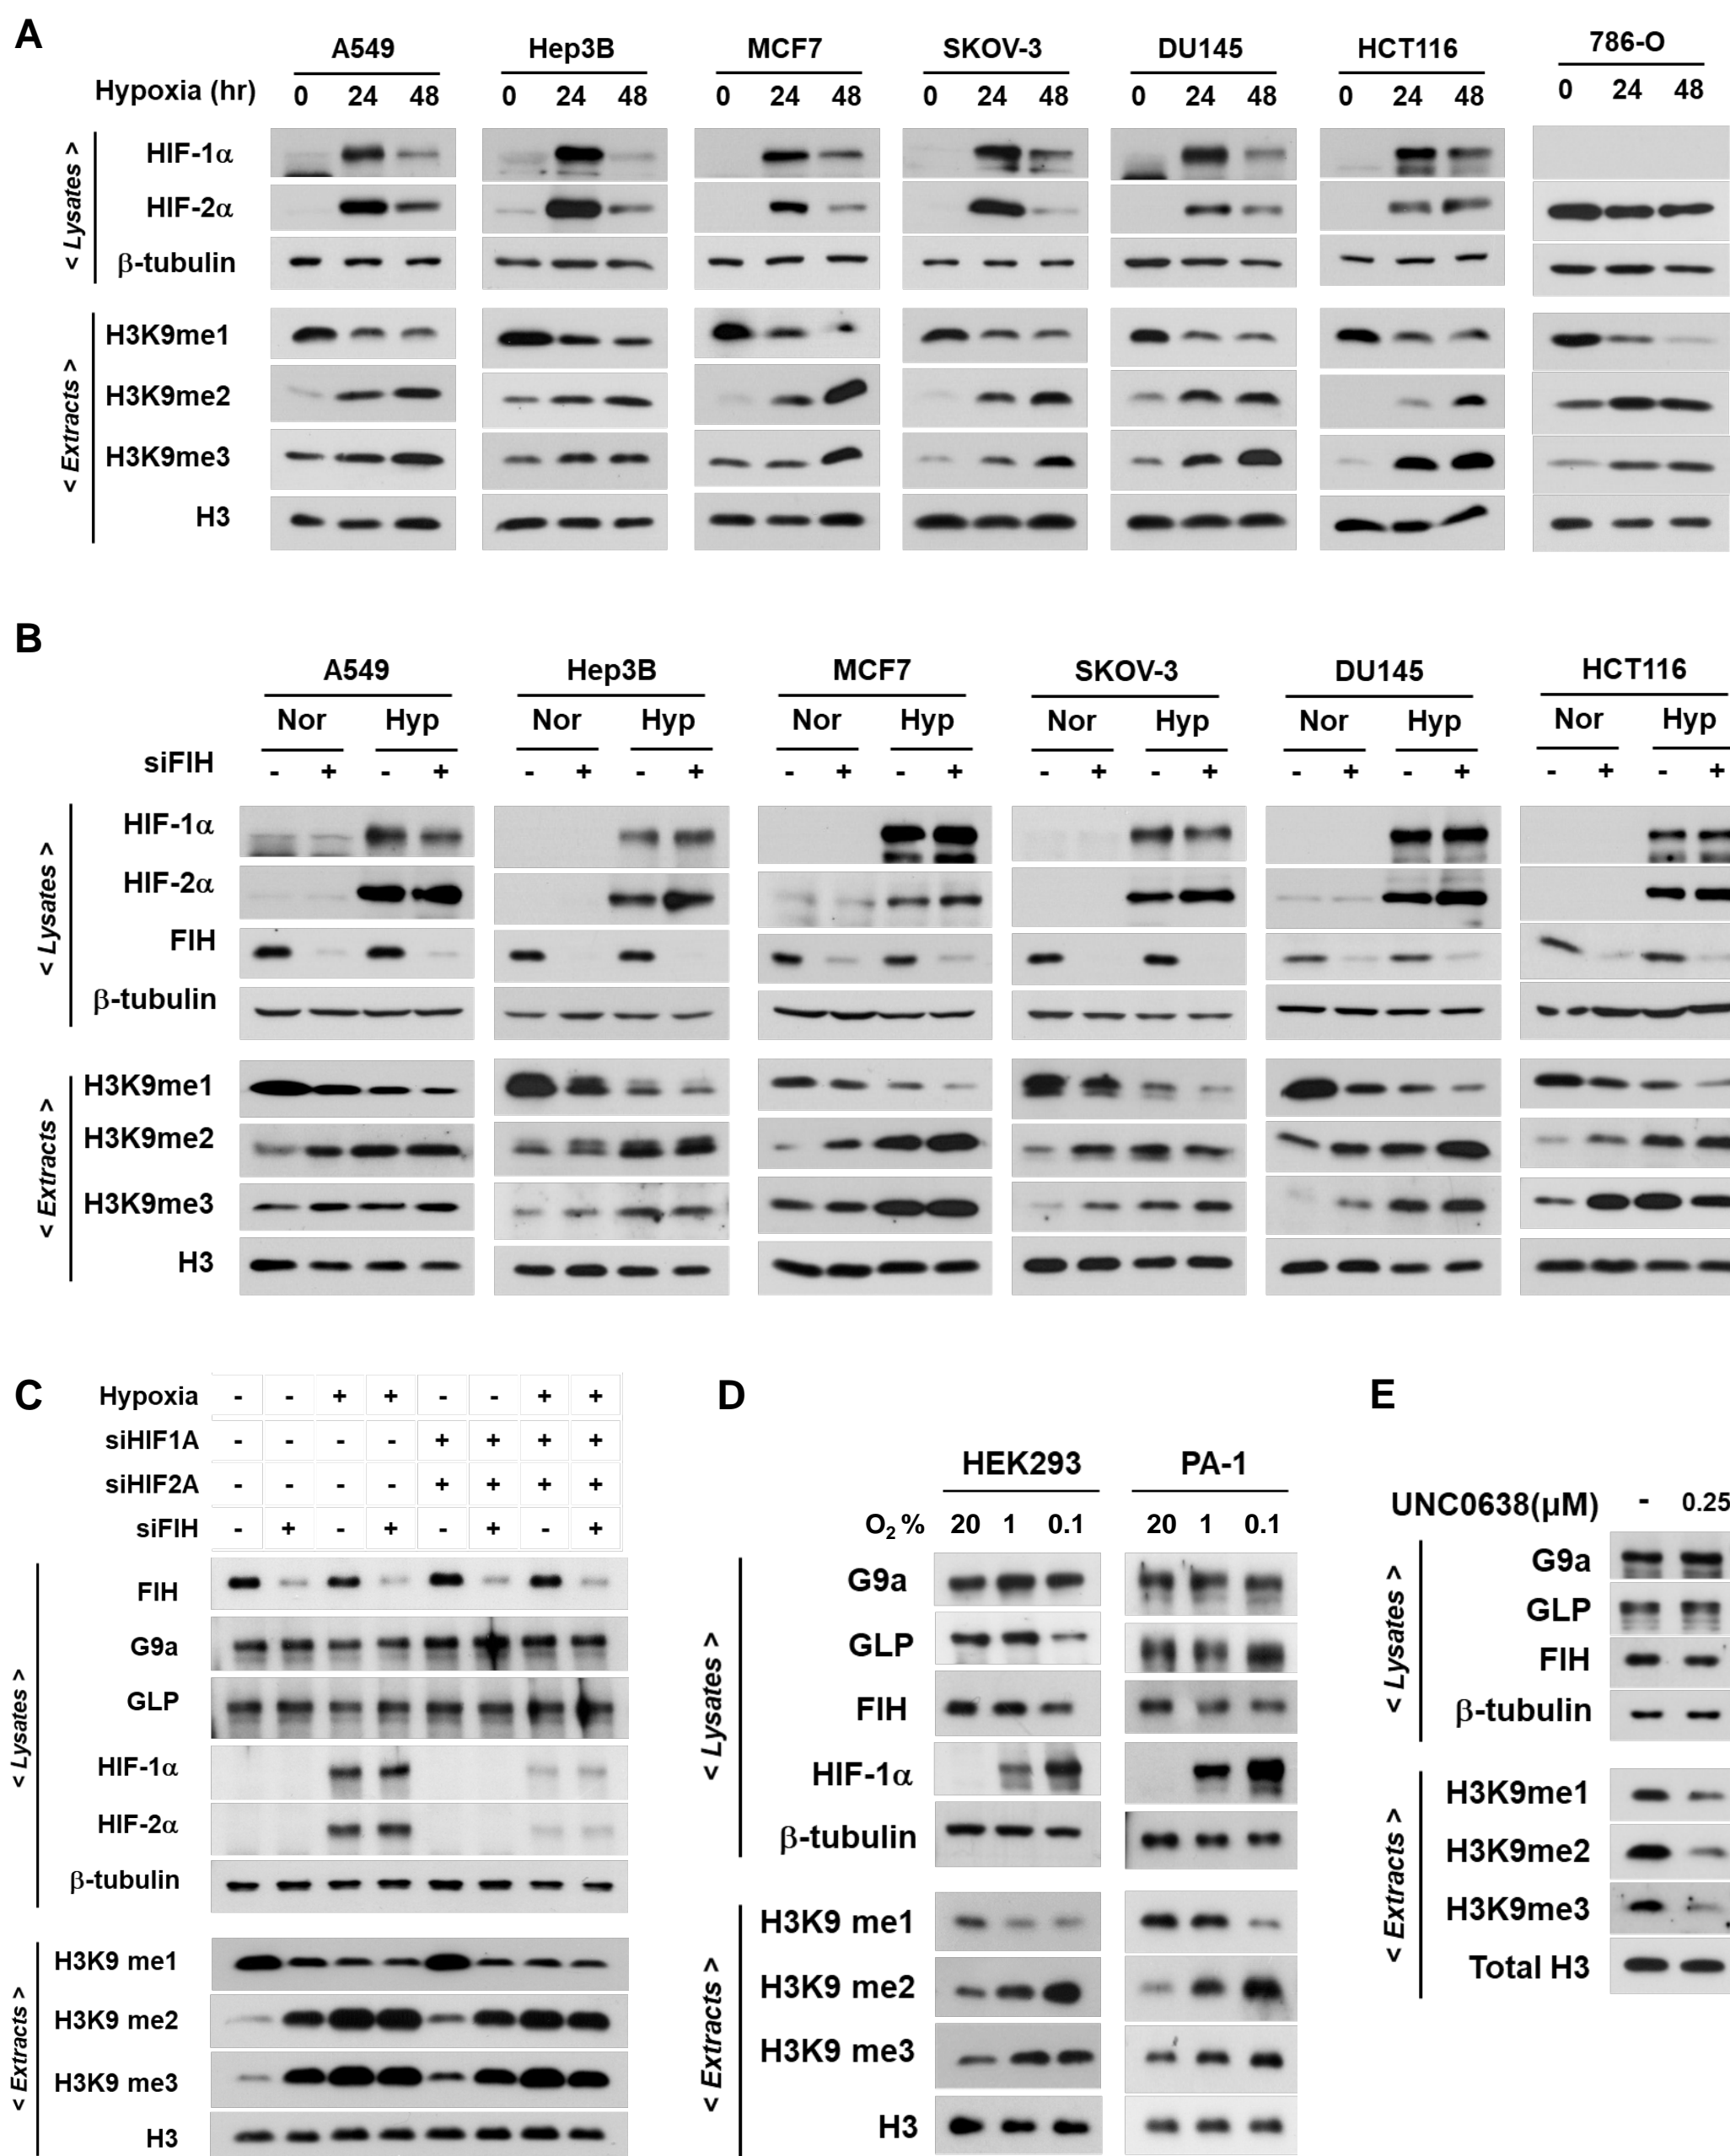 A
A549 Hep3B MCF7 SKOV-3 DU145 HCT116 786-O
Hypoxia (hr) 0 24 48 0 24 48 0 24 48 0 24 48 0 24 48 0 24 48 0 24 48
< Lysates >
HIF-1α
HIF-2α
β-tubulin
< Extracts >
H3K9me1
H3K9me2
H3K9me3
H3
B
A549 Hep3B MCF7 SKOV-3 DU145 HCT116
Nor Hyp Nor Hyp Nor Hyp Nor Hyp Nor Hyp Nor Hyp
siFIH - + - + - + - + - + - + - + - + - + - + - + - +
< Lysates >
HIF-1α
HIF-2α
FIH
β-tubulin
< Extracts >
H3K9me1
H3K9me2
H3K9me3
H3
C
Hypoxia - - + + - - + +
siHIF1A - - - - + + + +
siHIF2A - - - - + + + +
siFIH - + - + - + - +
< Lysates >
FIH
G9a
GLP
HIF-1α
HIF-2α
β-tubulin
< Extracts >
H3K9 me1
H3K9 me2
H3K9 me3
H3
D
HEK293 PA-1
O2 % 20 1 0.1 20 1 0.1
< Lysates >
G9a
GLP
FIH
HIF-1α
β-tubulin
< Extracts >
H3K9 me1
H3K9 me2
H3K9 me3
H3
E
UNC0638(μM) - 0.25
< Lysates >
G9a
GLP
FIH
β-tubulin
< Extracts >
H3K9me1
H3K9me2
H3K9me3
Total H3